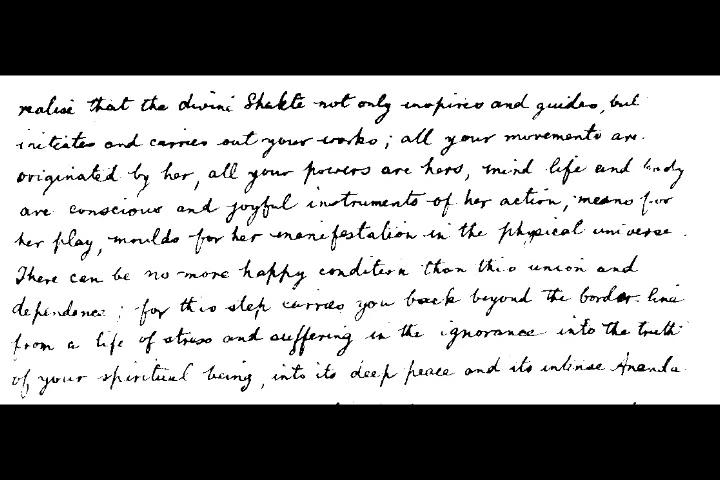 realise that the divine Shakti not only inspires and guides, but
initiates and carries out your works; all your movements are
originated by her, all your powers are hers, mind life and body
are conscious and joyful instruments of her action, means for
her play, moulds for her manifestation in the physical universe.
There can be no more happy condition than this union and
dependence; for this step carries you back beyond the border-line
from a life of stress and suffering in the ignorance into the truth
of your spiritual being, into its deep peace and its intense Ananda.